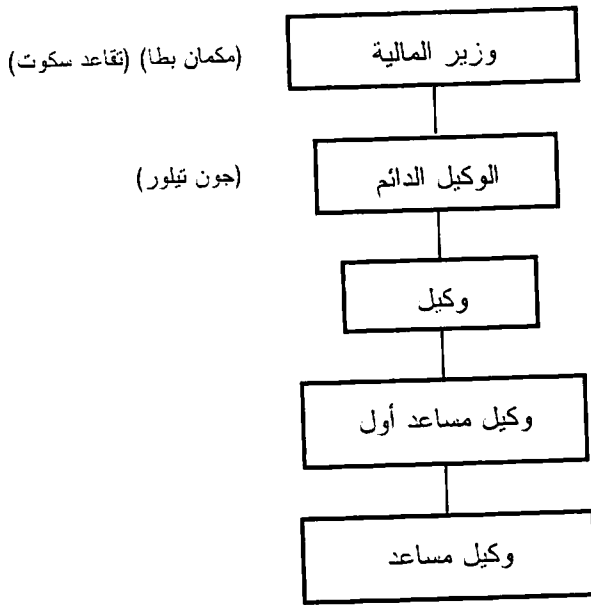 وزير المالية
(مكمان بطا) (تقاعد سكوت)
الوكيل الدائم
(جون تيلور)
وكيل
وكيل مساعد أول
وكيل مساعد